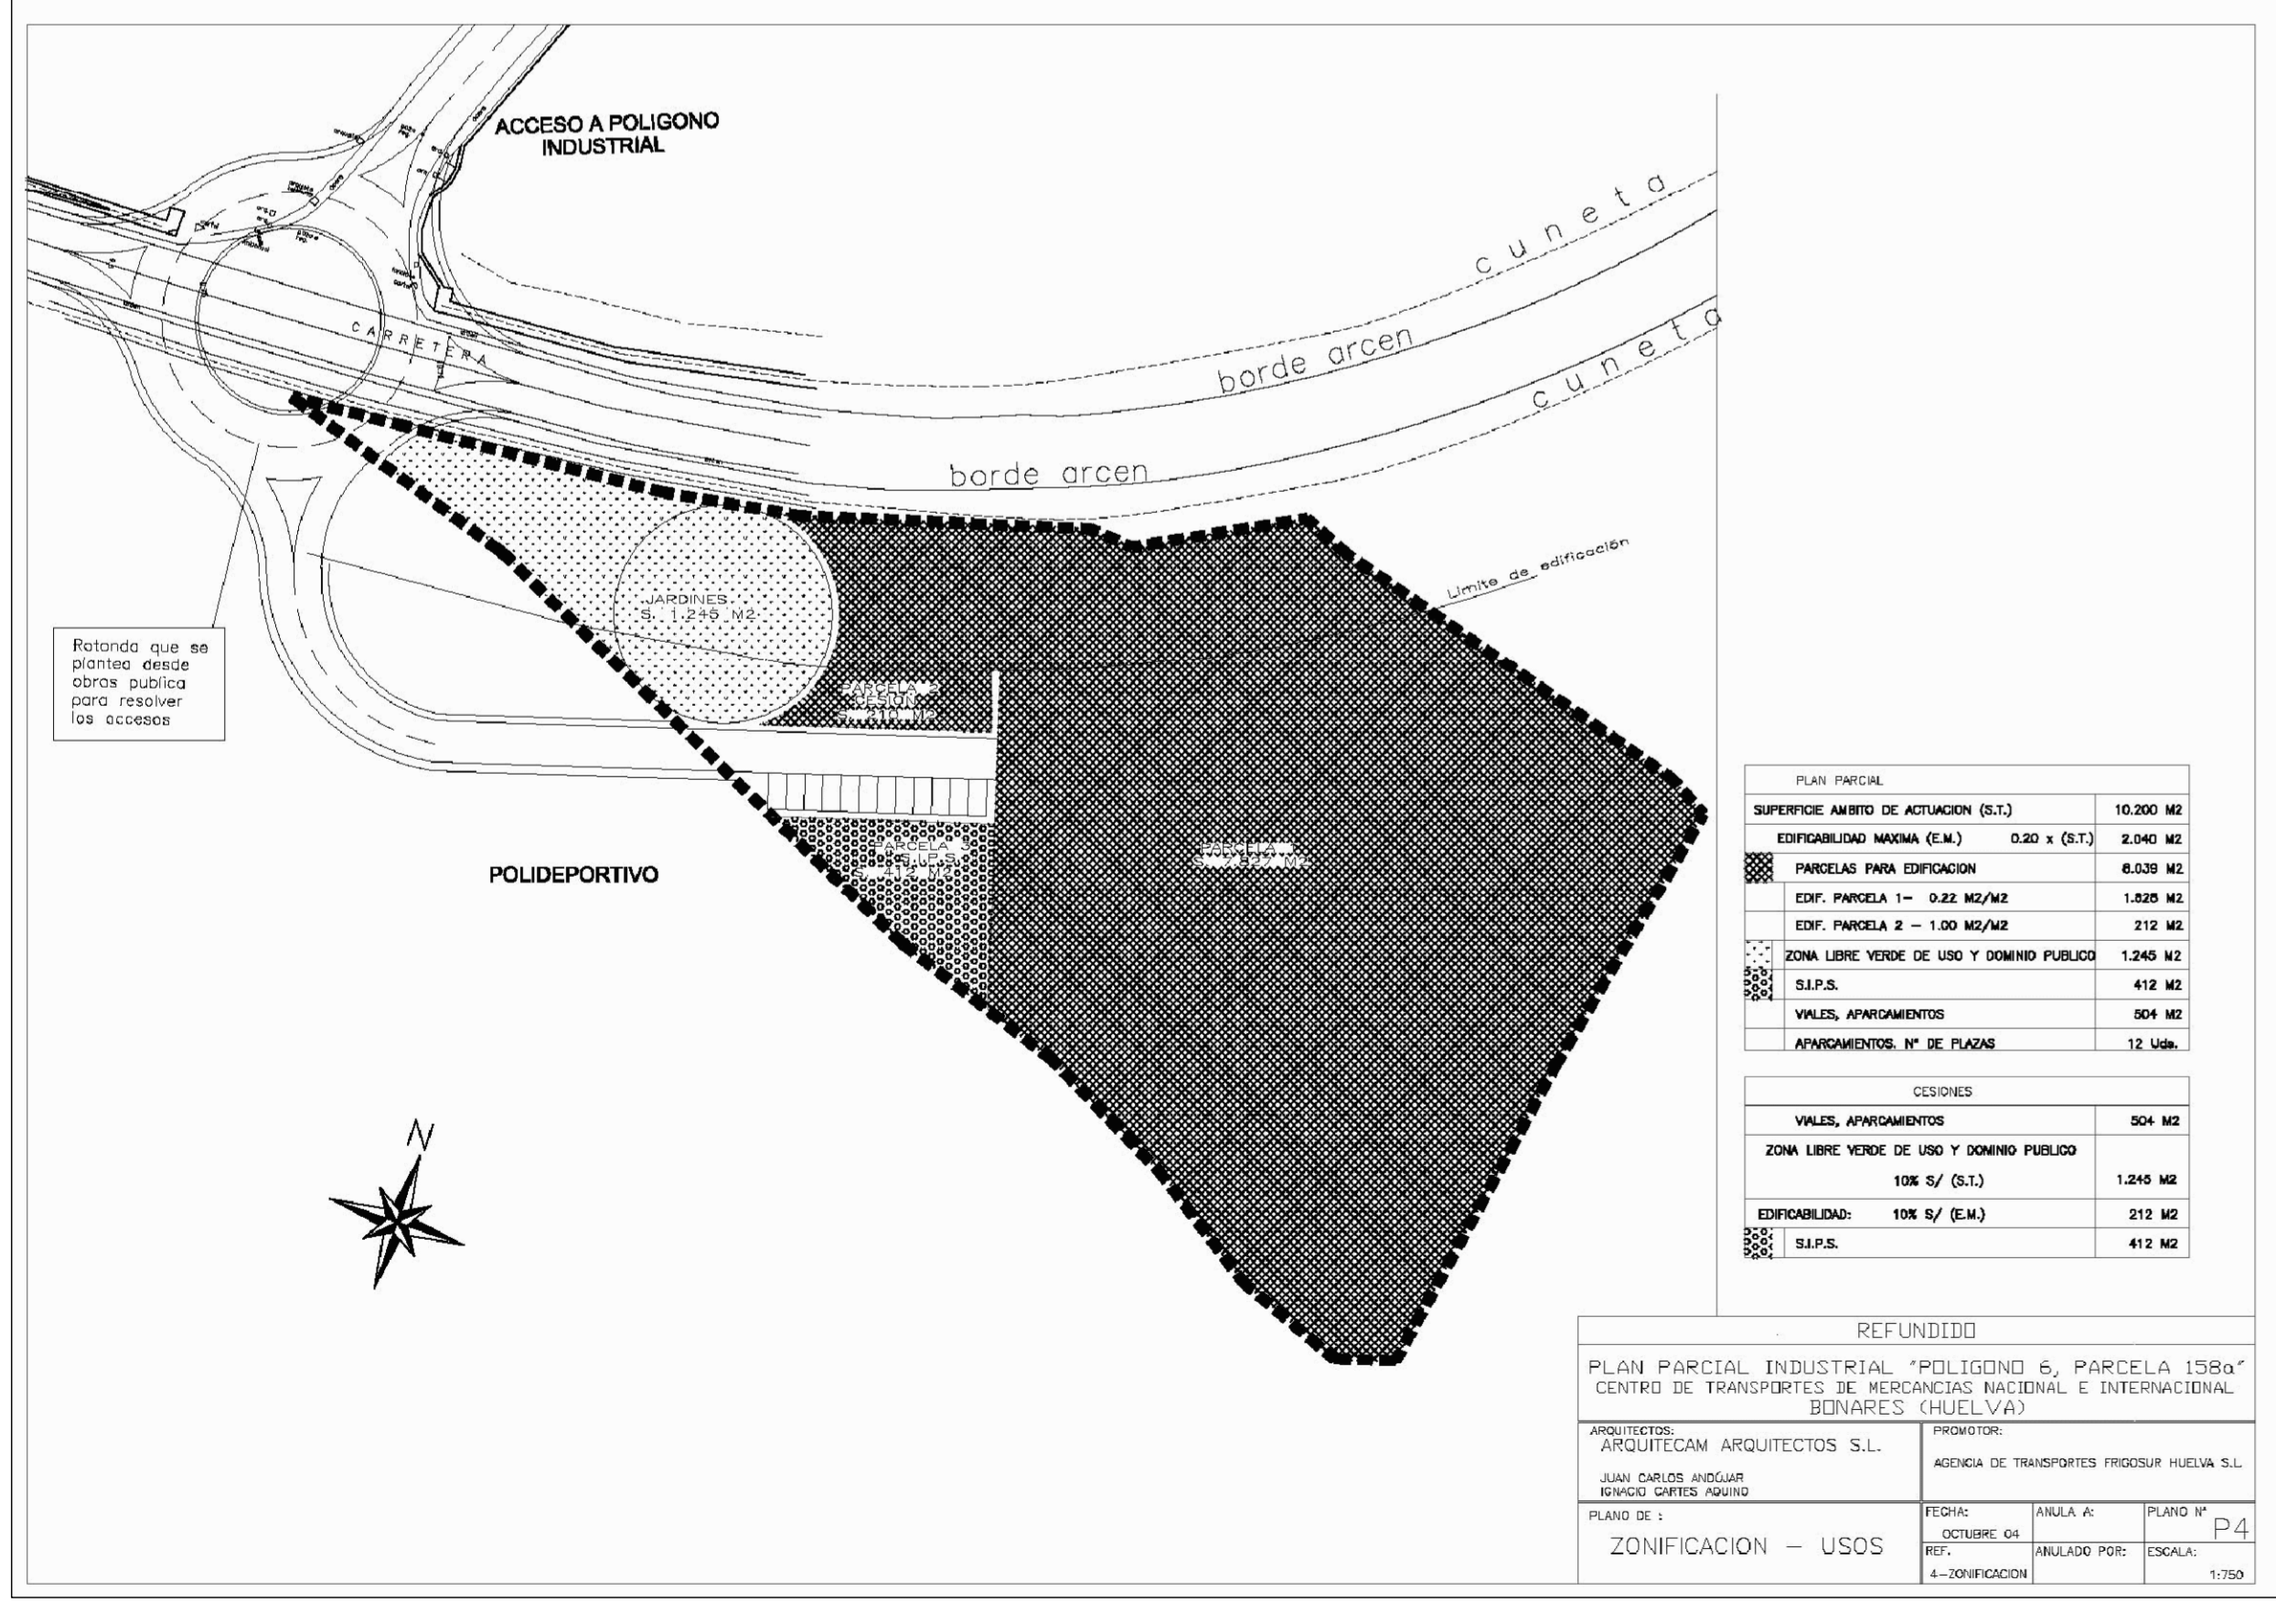 ACCESO A POLIGONO
INDUSTRIAL
CARRETERA
cuneta
borde arcen
cuneta
borde arcen
Limite de edificación
JARDINES
S. 1.245 M2
Rotonda que se
plantea desde
obras publica
para resolver
los accesos
PARCELA 2
CESION
M2
PARCELA 3
S.I.P.S.
S. 412 M2
PARCELA
M2
POLIDEPORTIVO
N
PLAN PARCIAL
SUPERFICIE AMBITO DE ACTUACION (S.T.) 10.200 M2
EDIFICABILIDAD MAXIMA (E.M.) 0.20 x (S.T.) 2.040 M2
PARCELAS PARA EDIFICACION 8.039 M2
EDIF. PARCELA 1- 0.22 M2/M2 1.828 M2
EDIF. PARCELA 2 - 1.00 M2/M2 212 M2
ZONA LIBRE VERDE DE USO Y DOMINIO PUBLICO 1.245 M2
S.I.P.S. 412 M2
VIALES, APARCAMIENTOS 504 M2
APARCAMIENTOS. Nº DE PLAZAS 12 Uds.
CESIONES
VIALES, APARCAMIENTOS 504 M2
ZONA LIBRE VERDE DE USO Y DOMINIO PUBLICO
10% S/ (S.T.) 1.245 M2
EDIFICABILIDAD: 10% S/ (E.M.) 212 M2
S.I.P.S. 412 M2
REFUNDIDO
PLAN PARCIAL INDUSTRIAL "POLIGONO 6, PARCELA 158a"
CENTRO DE TRANSPORTES DE MERCANCIAS NACIONAL E INTERNACIONAL
BONARES (HUELVA)
ARQUITECTOS:
ARQUITECAM ARQUITECTOS S.L.
JUAN CARLOS ANDÚJAR
IGNACIO CARTES AQUINO
PROMOTOR:
AGENCIA DE TRANSPORTES FRIGOSUR HUELVA S.L
PLANO DE :
ZONIFICACION - USOS
FECHA:
OCTUBRE 04
ANULA A:
PLANO Nº
P4
REF.
4-ZONIFICACION
ANULADO POR:
ESCALA:
1:750